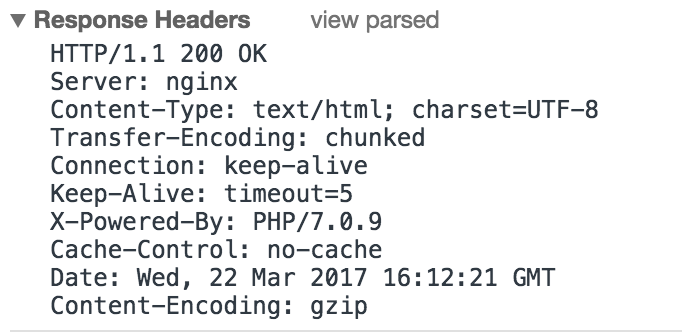 ▼ Response Headers view parsed
HTTP/1.1 200 OK
Server: nginx
Content-Type: text/html; charset=UTF-8
Transfer-Encoding: chunked
Connection: keep-alive
Keep-Alive: timeout=5
X-Powered-By: PHP/7.0.9
Cache-Control: no-cache
Date: Wed, 22 Mar 2017 16:12:21 GMT
Content-Encoding: gzip